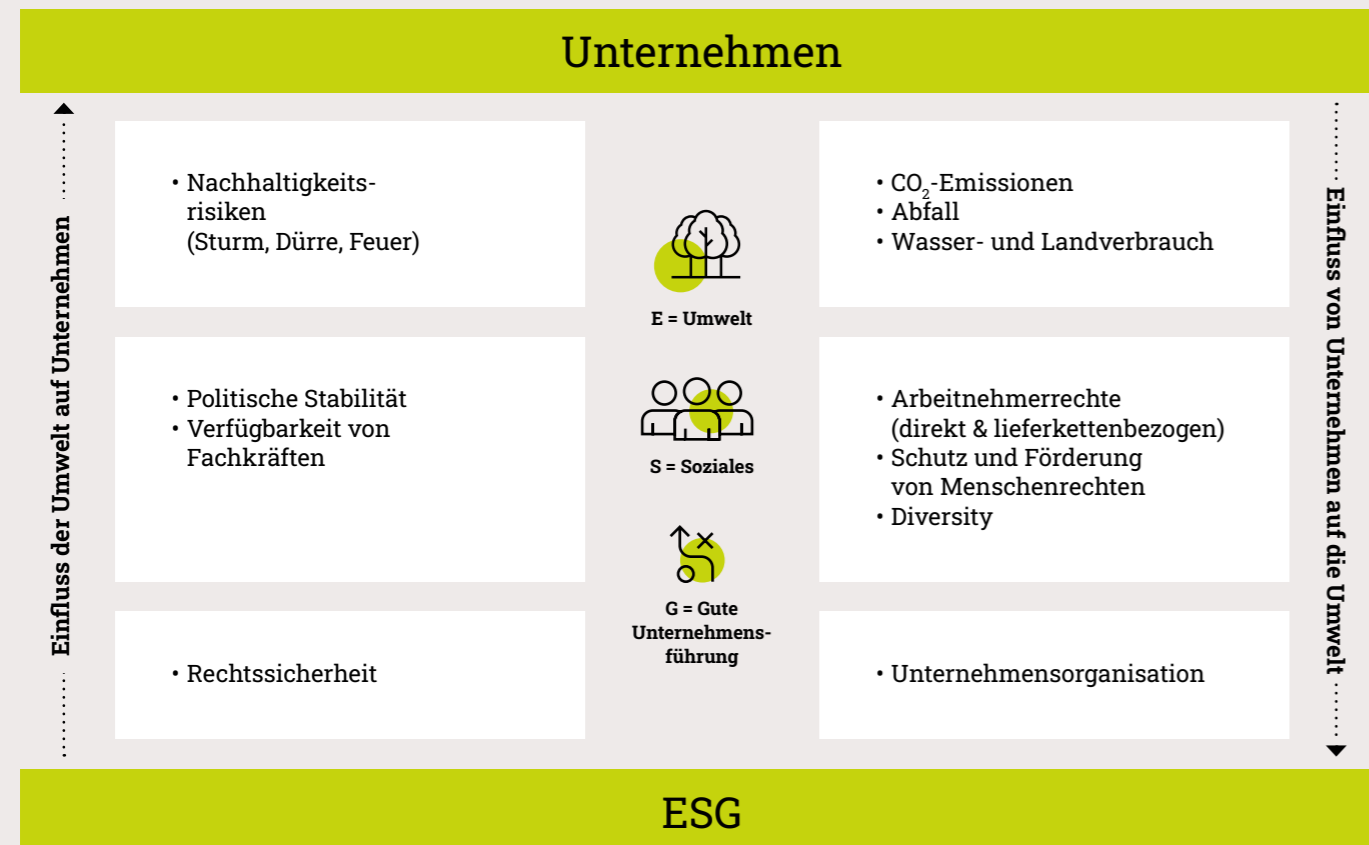 Unternehmen
Einfluss der Umwelt auf Unternehmen
• Nachhaltigkeits-
risiken
(Sturm, Dürre, Feuer)
• Politische Stabilität
• Verfügbarkeit von
Fachkräften
• Rechtssicherheit
E = Umwelt
S = Soziales
G = Gute
Unternehmens-
führung
• CO₂-Emissionen
• Abfall
• Wasser- und Landverbrauch
• Arbeitnehmerrechte
(direkt & lieferkettenbezogen)
• Schutz und Förderung
von Menschenrechten
• Diversity
• Unternehmensorganisation
Einfluss von Unternehmen auf die Umwelt
ESG